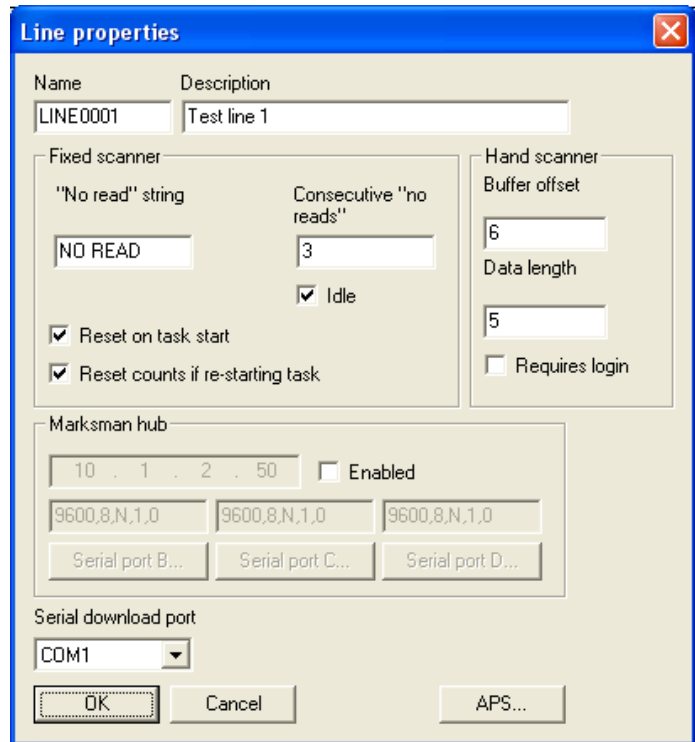 Line properties
Name Description
LINE0001 Test line 1
Fixed scanner
"No read" string
Consecutive "no
reads"
NO READ
3
Idle
Reset on task start
Reset counts if re-starting task
Hand scanner
Buffer offset
6
Data length
5
Requires login
Marksman hub
10 . 1 . 2 . 50 Enabled
9600,8,N,1,0 9600,8,N,1,0 9600,8,N,1,0
Serial port B... Serial port C... Serial port D...
Serial download port
COM1
OK Cancel APS...